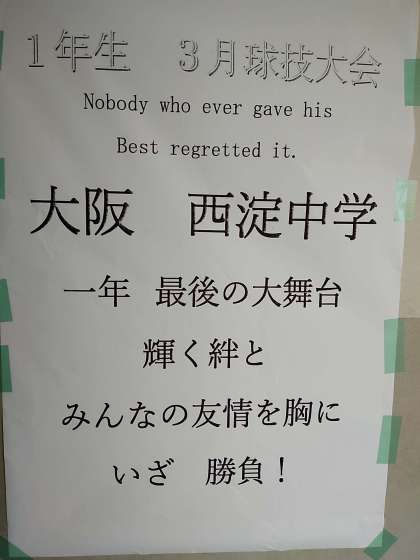 １年生　３月球技大会
Nobody who ever gave his
Best regretted it.
大阪　西淀中学
一年　最後の大舞台
輝く絆と
みんなの友情を胸に
いざ　勝負！